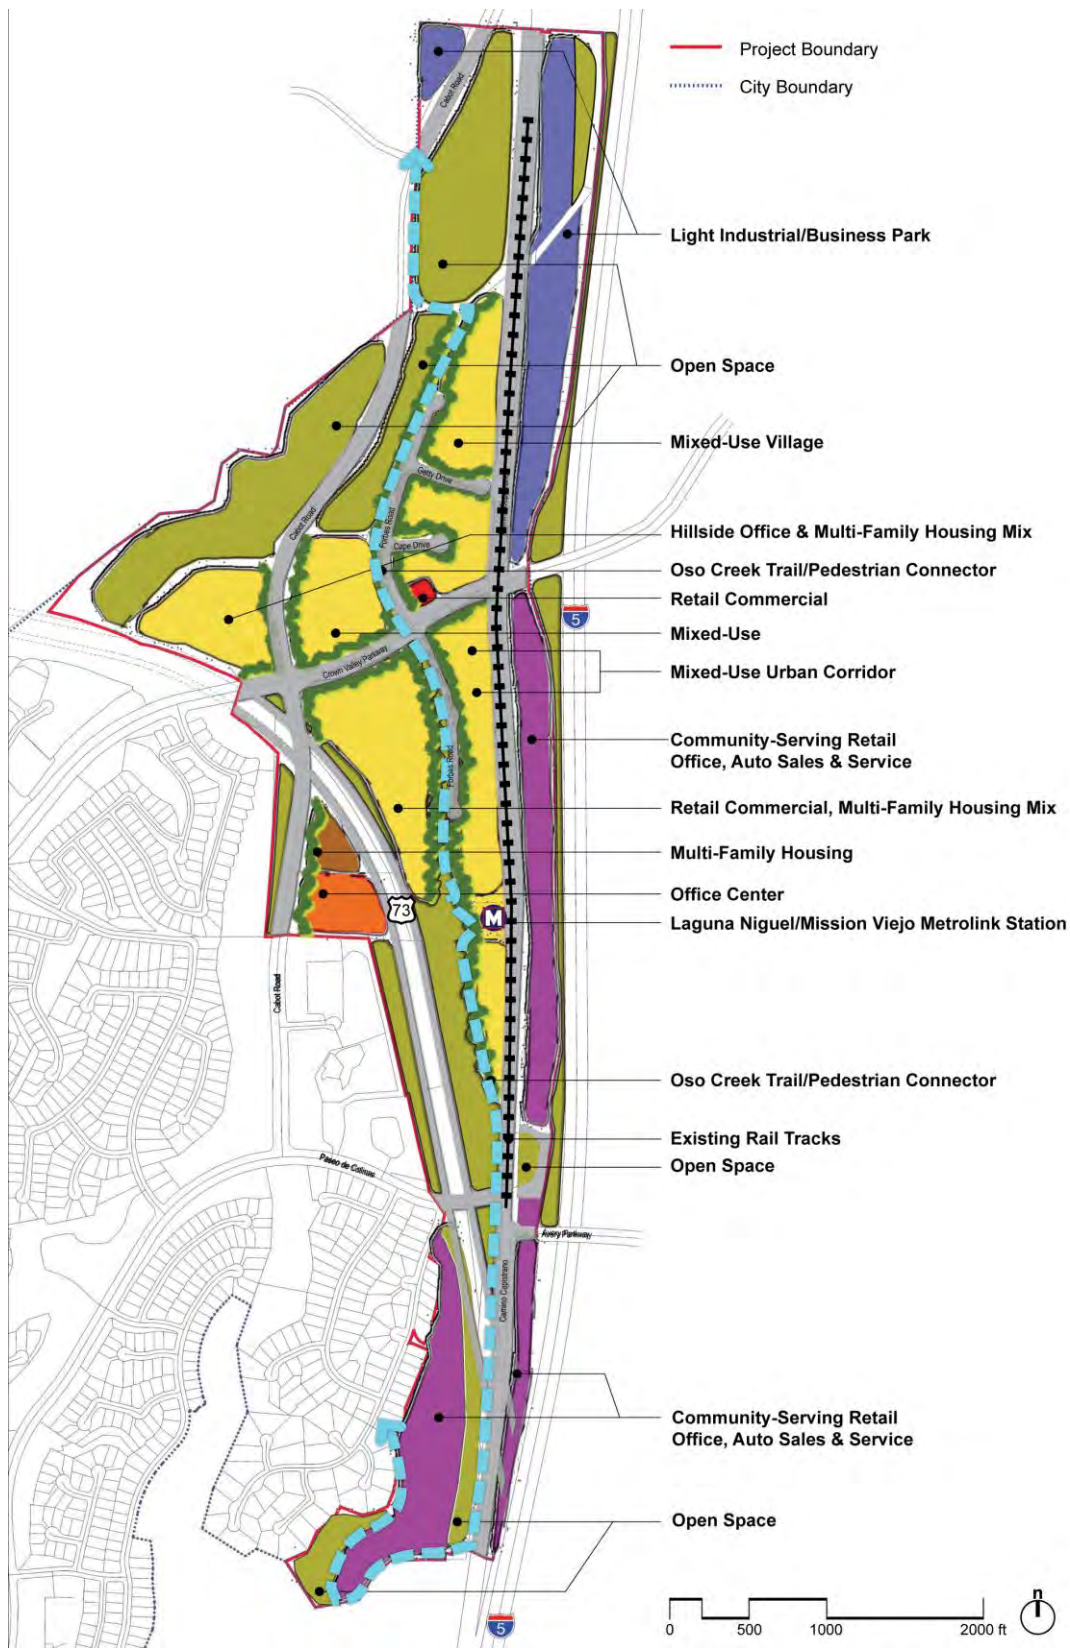 Project Boundary
City Boundary
Cabot Road
Light Industrial/Business Park
Open Space
Mixed-Use Village
Getty Drive
Cabot Road
Forbes Road
Cape Drive
Hillside Office & Multi-Family Housing Mix
Oso Creek Trail/Pedestrian Connector
Retail Commercial
5
Mixed-Use
Crown Valley Parkway
Mixed-Use Urban Corridor
Community-Serving Retail
Office, Auto Sales & Service
Forbes Road
Retail Commercial, Multi-Family Housing Mix
Multi-Family Housing
Office Center
73
M
Laguna Niguel/Mission Viejo Metrolink Station
Cabot Road
Oso Creek Trail/Pedestrian Connector
Existing Rail Tracks
Open Space
Paseo de Colinas
Avery Parkway
Camino Capistrano
Community-Serving Retail
Office, Auto Sales & Service
Open Space
n
5
0 500 1000 2000 ft